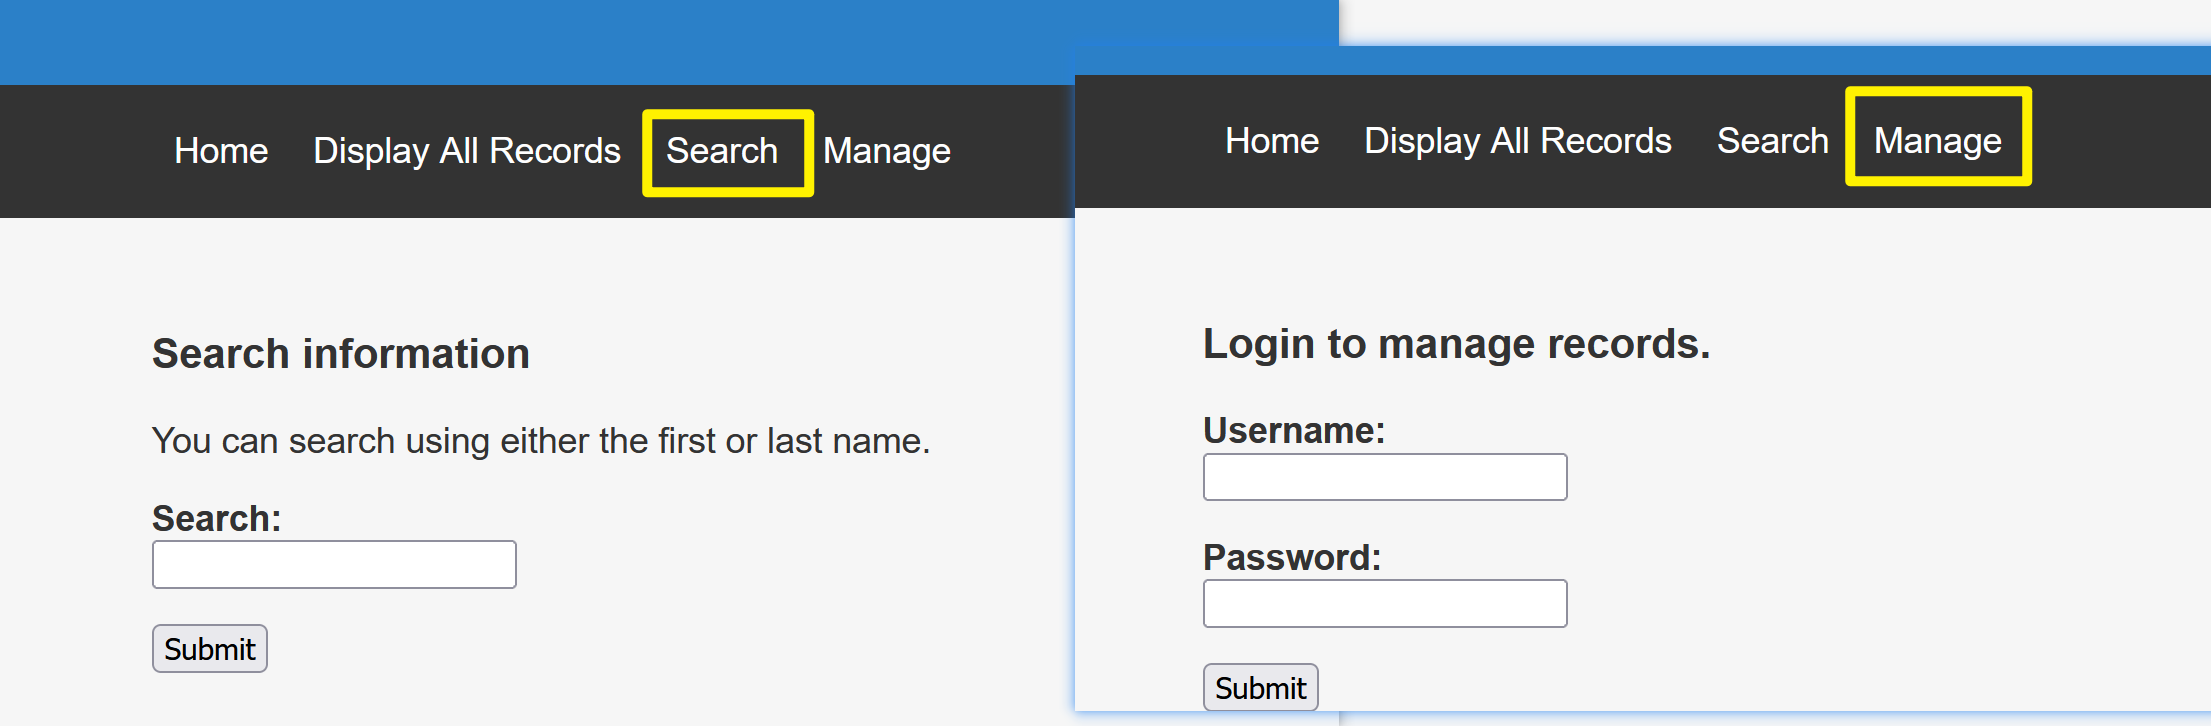 Home Display All Records Search Manage
Search information
You can search using either the first or last name.
Search:
Submit
Home Display All Records Search Manage
Login to manage records.
Username:
Password:
Submit